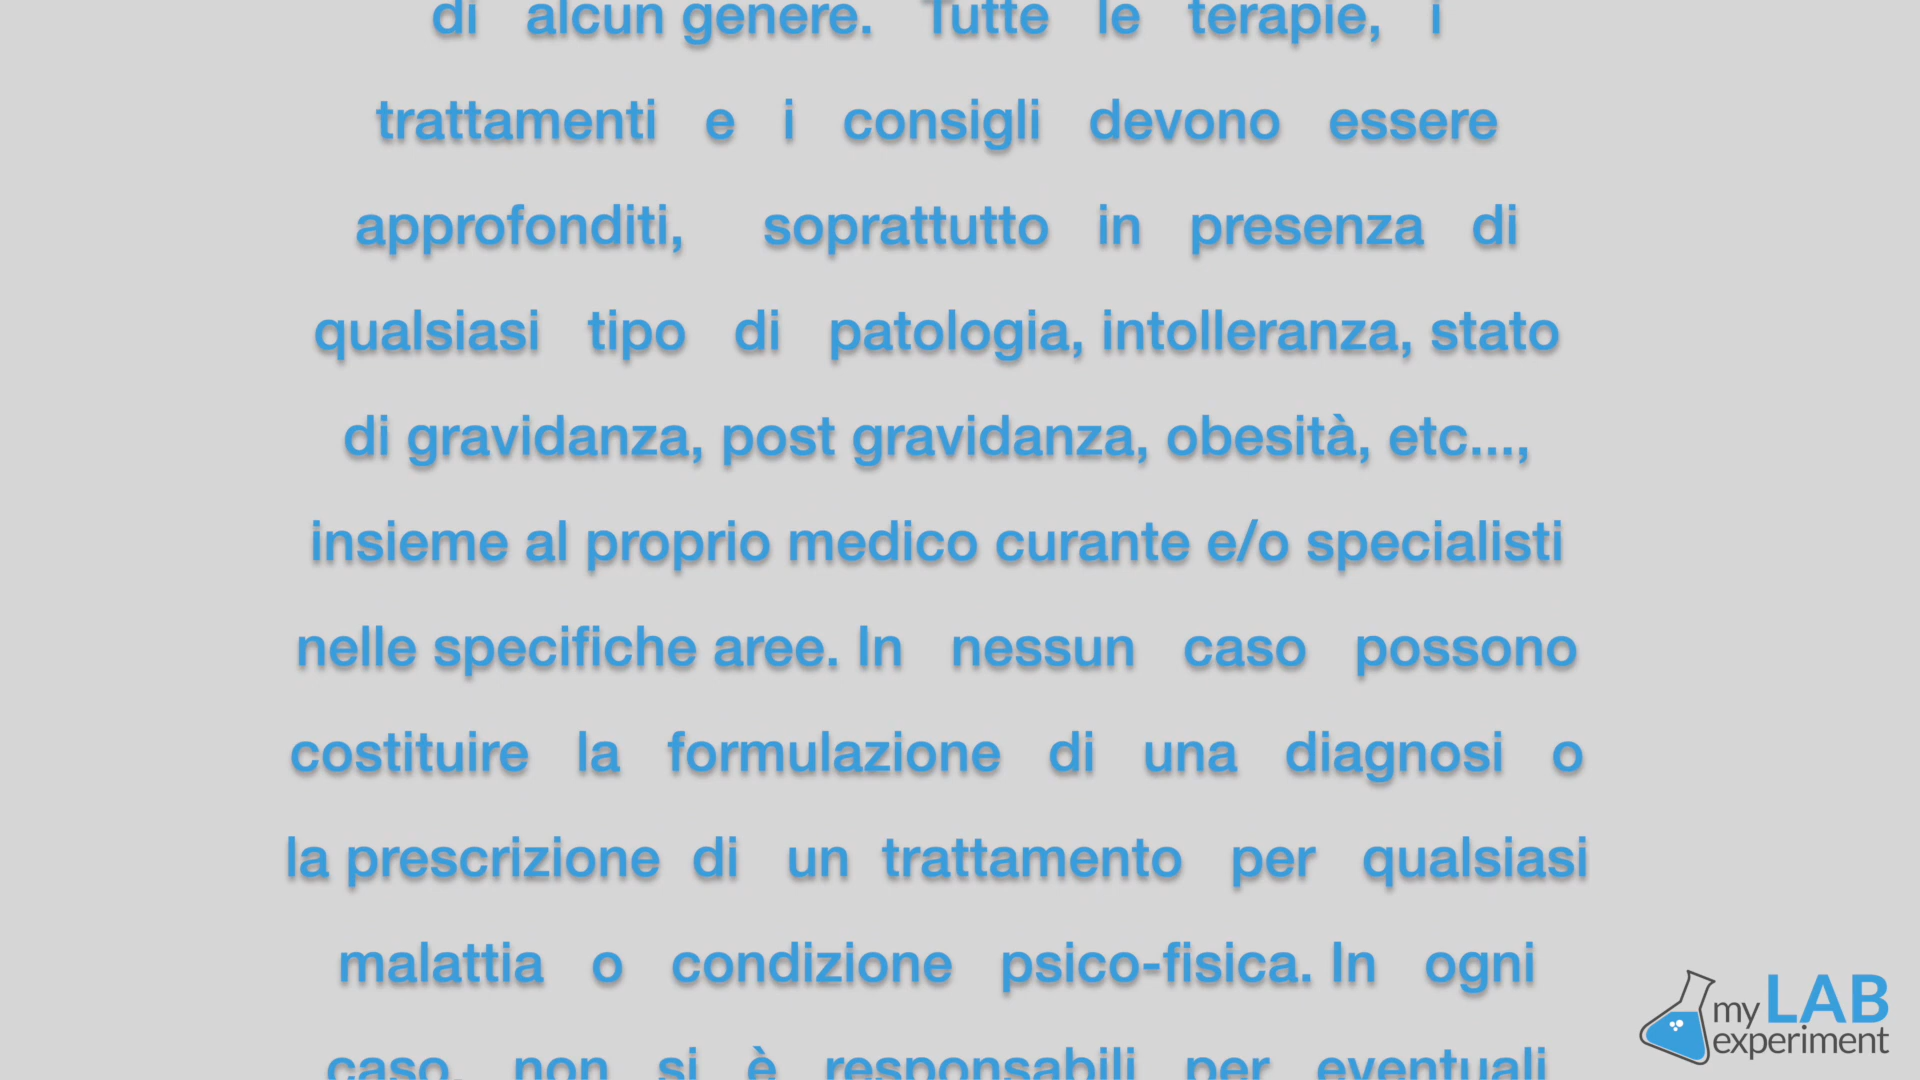 di alcun genere. Tutte le terapie, i
trattamenti e i consigli devono essere
approfonditi, soprattutto in presenza di
qualsiasi tipo di patologia, intolleranza, stato
di gravidanza, post gravidanza, obesità, etc...,
insieme al proprio medico curante e/o specialisti
nelle specifiche aree. In nessun caso possono
costituire la formulazione di una diagnosi o
la prescrizione di un trattamento per qualsiasi
malattia o condizione psico-fisica. In ogni
caso, non si è responsabili per eventuali
my LAB
experiment